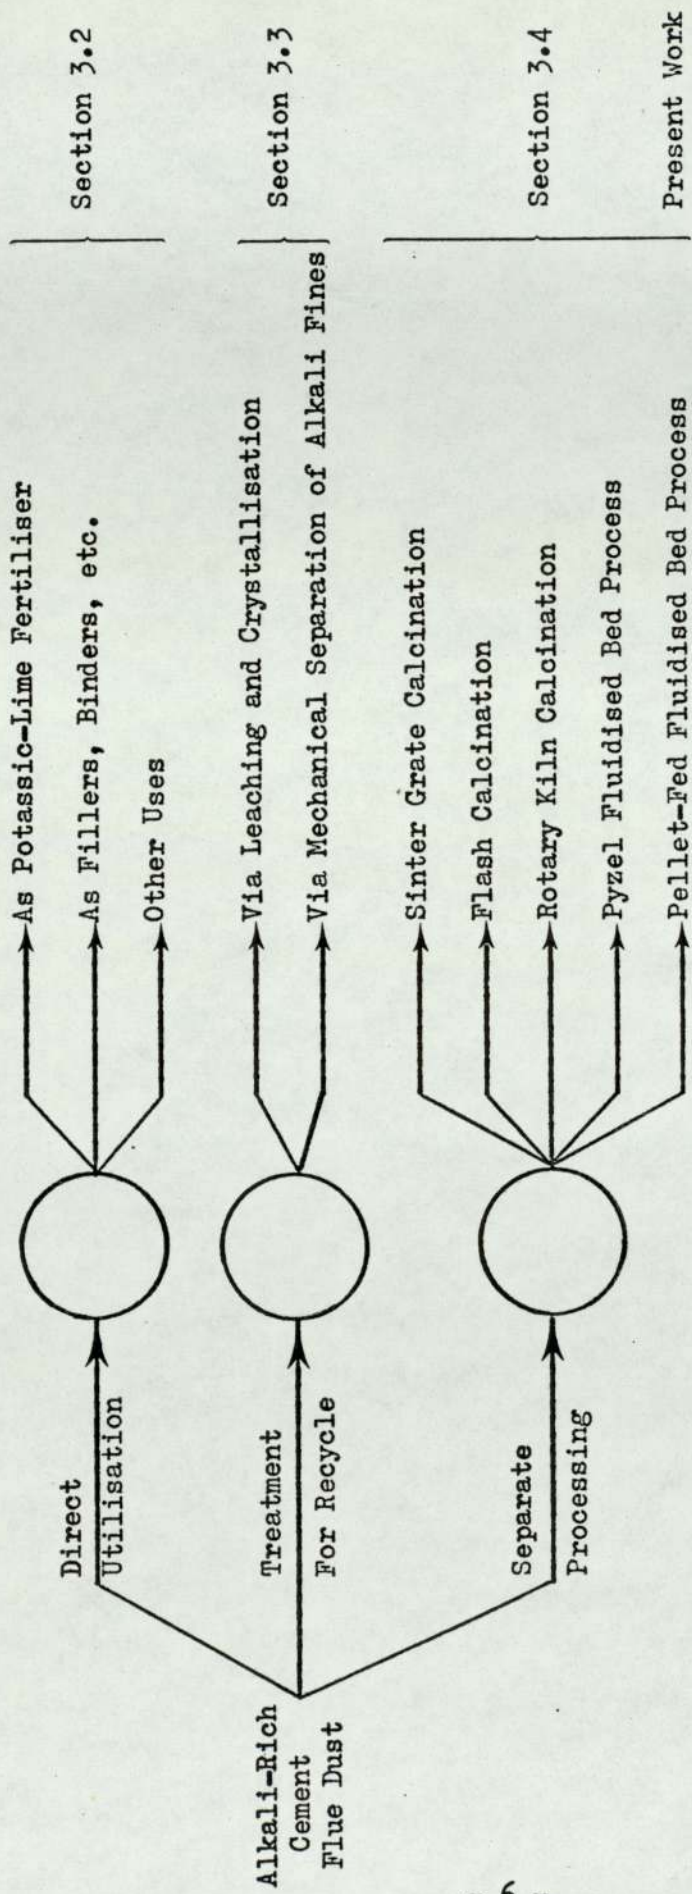 Alkali-Rich
Cement
Flue Dust
Direct
Utilisation
As Potassic-Lime Fertiliser
As Fillers, Binders, etc.
Other Uses
Section 3.2
Treatment
For Recycle
Via Leaching and Crystallisation
Via Mechanical Separation of Alkali Fines
Section 3.3
Separate
Processing
Sinter Grate Calcination
Flash Calcination
Rotary Kiln Calcination
Pyzel Fluidised Bed Process
Pellet-Fed Fluidised Bed Process
Section 3.4
Present Work
- 6 -